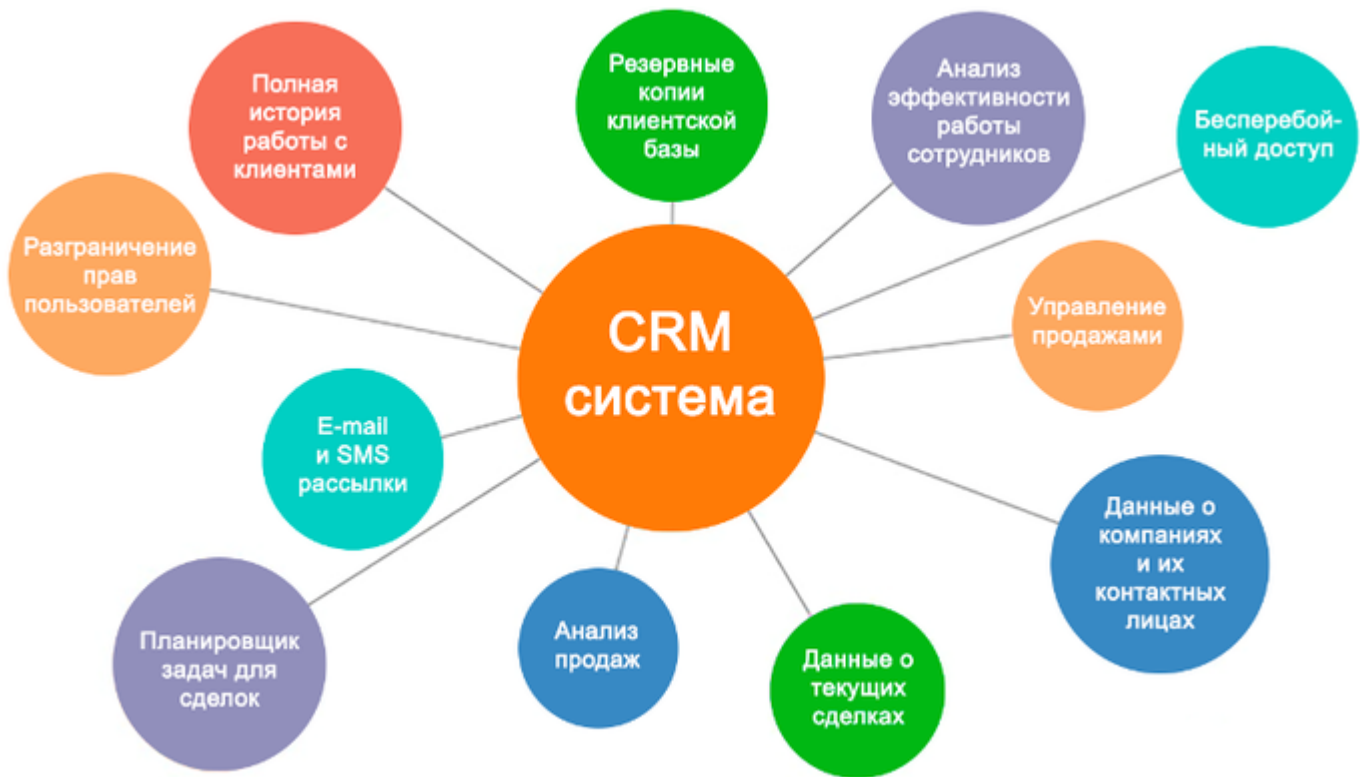 Полная
история
работы с
клиентами
Резервные
копии
клиентской
базы
Анализ
эффективности
работы
сотрудников
Бесперебой-
ный доступ
Разграничение
прав
пользователей
CRM
система
Управление
продажами
E-mail
и SMS
рассылки
Данные о
компаниях
и их
контактных
лицах
Планировщик
задач для
сделок
Анализ
продаж
Данные о
текущих
сделках